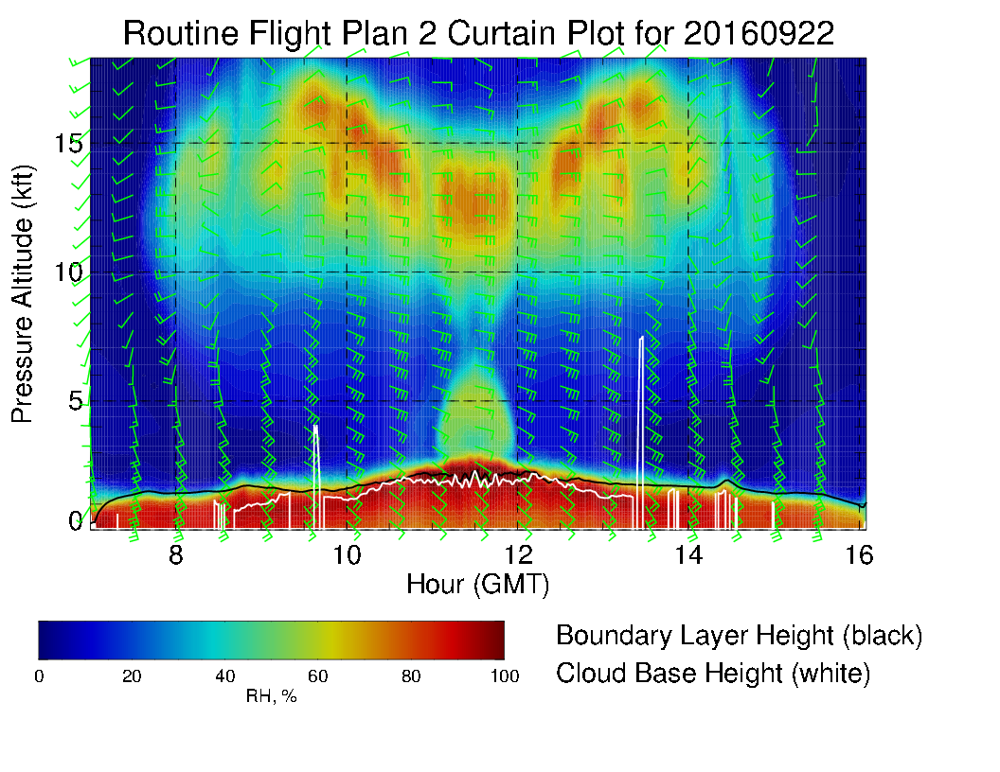 Routine Flight Plan 2 Curtain Plot for 20160922
Pressure Altitude (kft)
15
10
5
0
8 10 12 14 16
Hour (GMT)
0 20 40 60 80 100
RH, %
Boundary Layer Height (black)
Cloud Base Height (white)